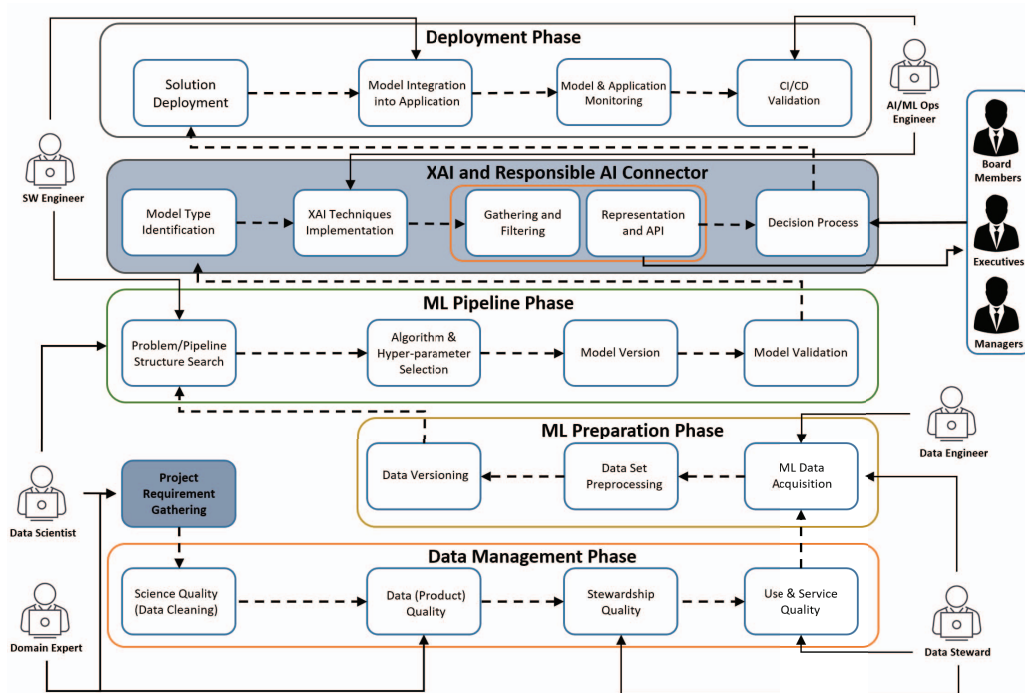 Deployment Phase
Solution
Deployment
Model Integration
into Application
Model & Application
Monitoring
CI/CD
Validation
AI/ML Ops
Engineer
SW Engineer
Board
Members
Executives
Managers
XAI and Responsible AI Connector
Model Type
Identification
XAI Techniques
Implementation
Gathering and
Filtering
Representation
and API
Decision Process
ML Pipeline Phase
Problem/Pipeline
Structure Search
Algorithm &
Hyper-parameter
Selection
Model Version
Model Validation
ML Preparation Phase
Data Versioning
Data Set
Preprocessing
ML Data
Acquisition
Data Engineer
Data Scientist
Project
Requirement
Gathering
Data Management Phase
Science Quality
(Data Cleaning)
Data (Product)
Quality
Stewardship
Quality
Use & Service
Quality
Domain Expert
Data Steward